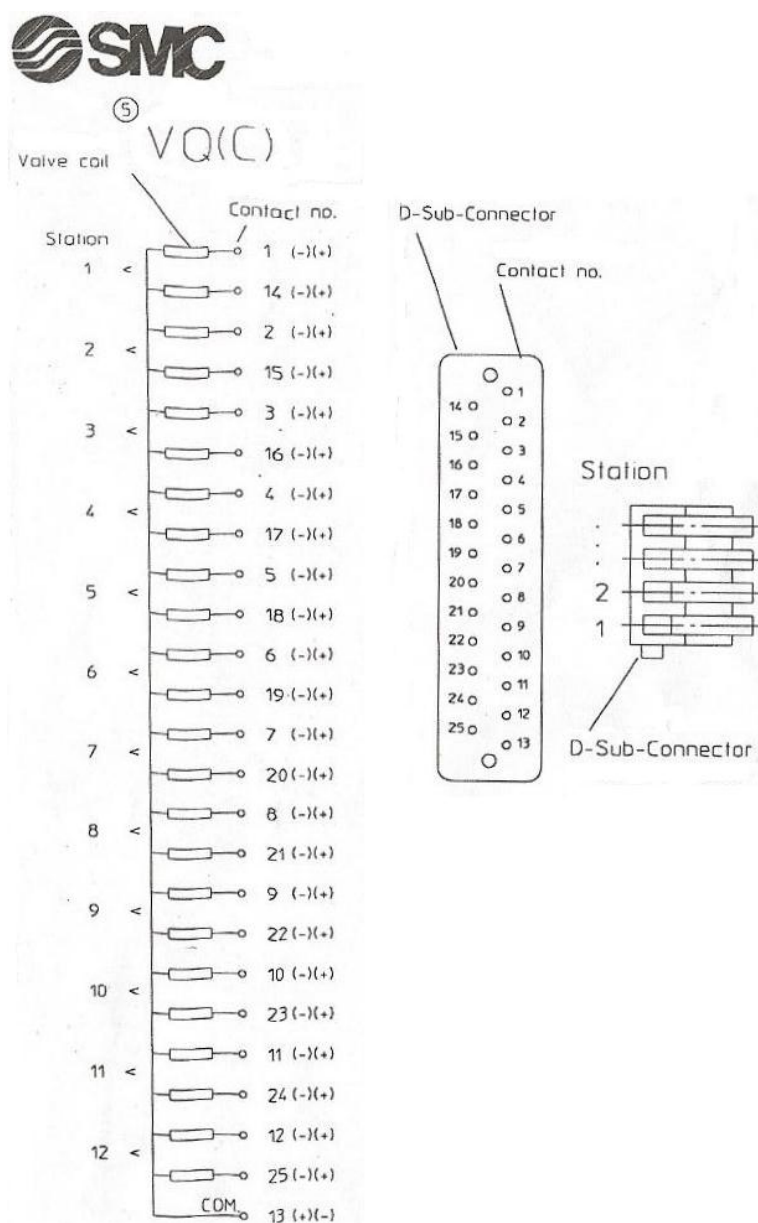 SMC
5
VQ(C)
Valve coil
Contact no.
Station
1 < 1 (-)(+)
14 (-)(+)
2 < 2 (-)(+)
15 (-)(+)
3 < 3 (-)(+)
16 (-)(+)
4 < 4 (-)(+)
17 (-)(+)
5 < 5 (-)(+)
18 (-)(+)
6 < 6 (-)(+)
19 (-)(+)
7 < 7 (-)(+)
20 (-)(+)
8 < 8 (-)(+)
21 (-)(+)
9 < 9 (-)(+)
22 (-)(+)
10 < 10 (-)(+)
23 (-)(+)
11 < 11 (-)(+)
24 (-)(+)
12 < 12 (-)(+)
25 (-)(+)
COM. 13 (+)(-)
D-Sub-Connector
Contact no.
1
14
2
15
3
16
4
17
5
18
6
19
7
20
8
21
9
22
10
23
11
24
12
25
13
Station
.
.
.
2
1
D-Sub-Connector